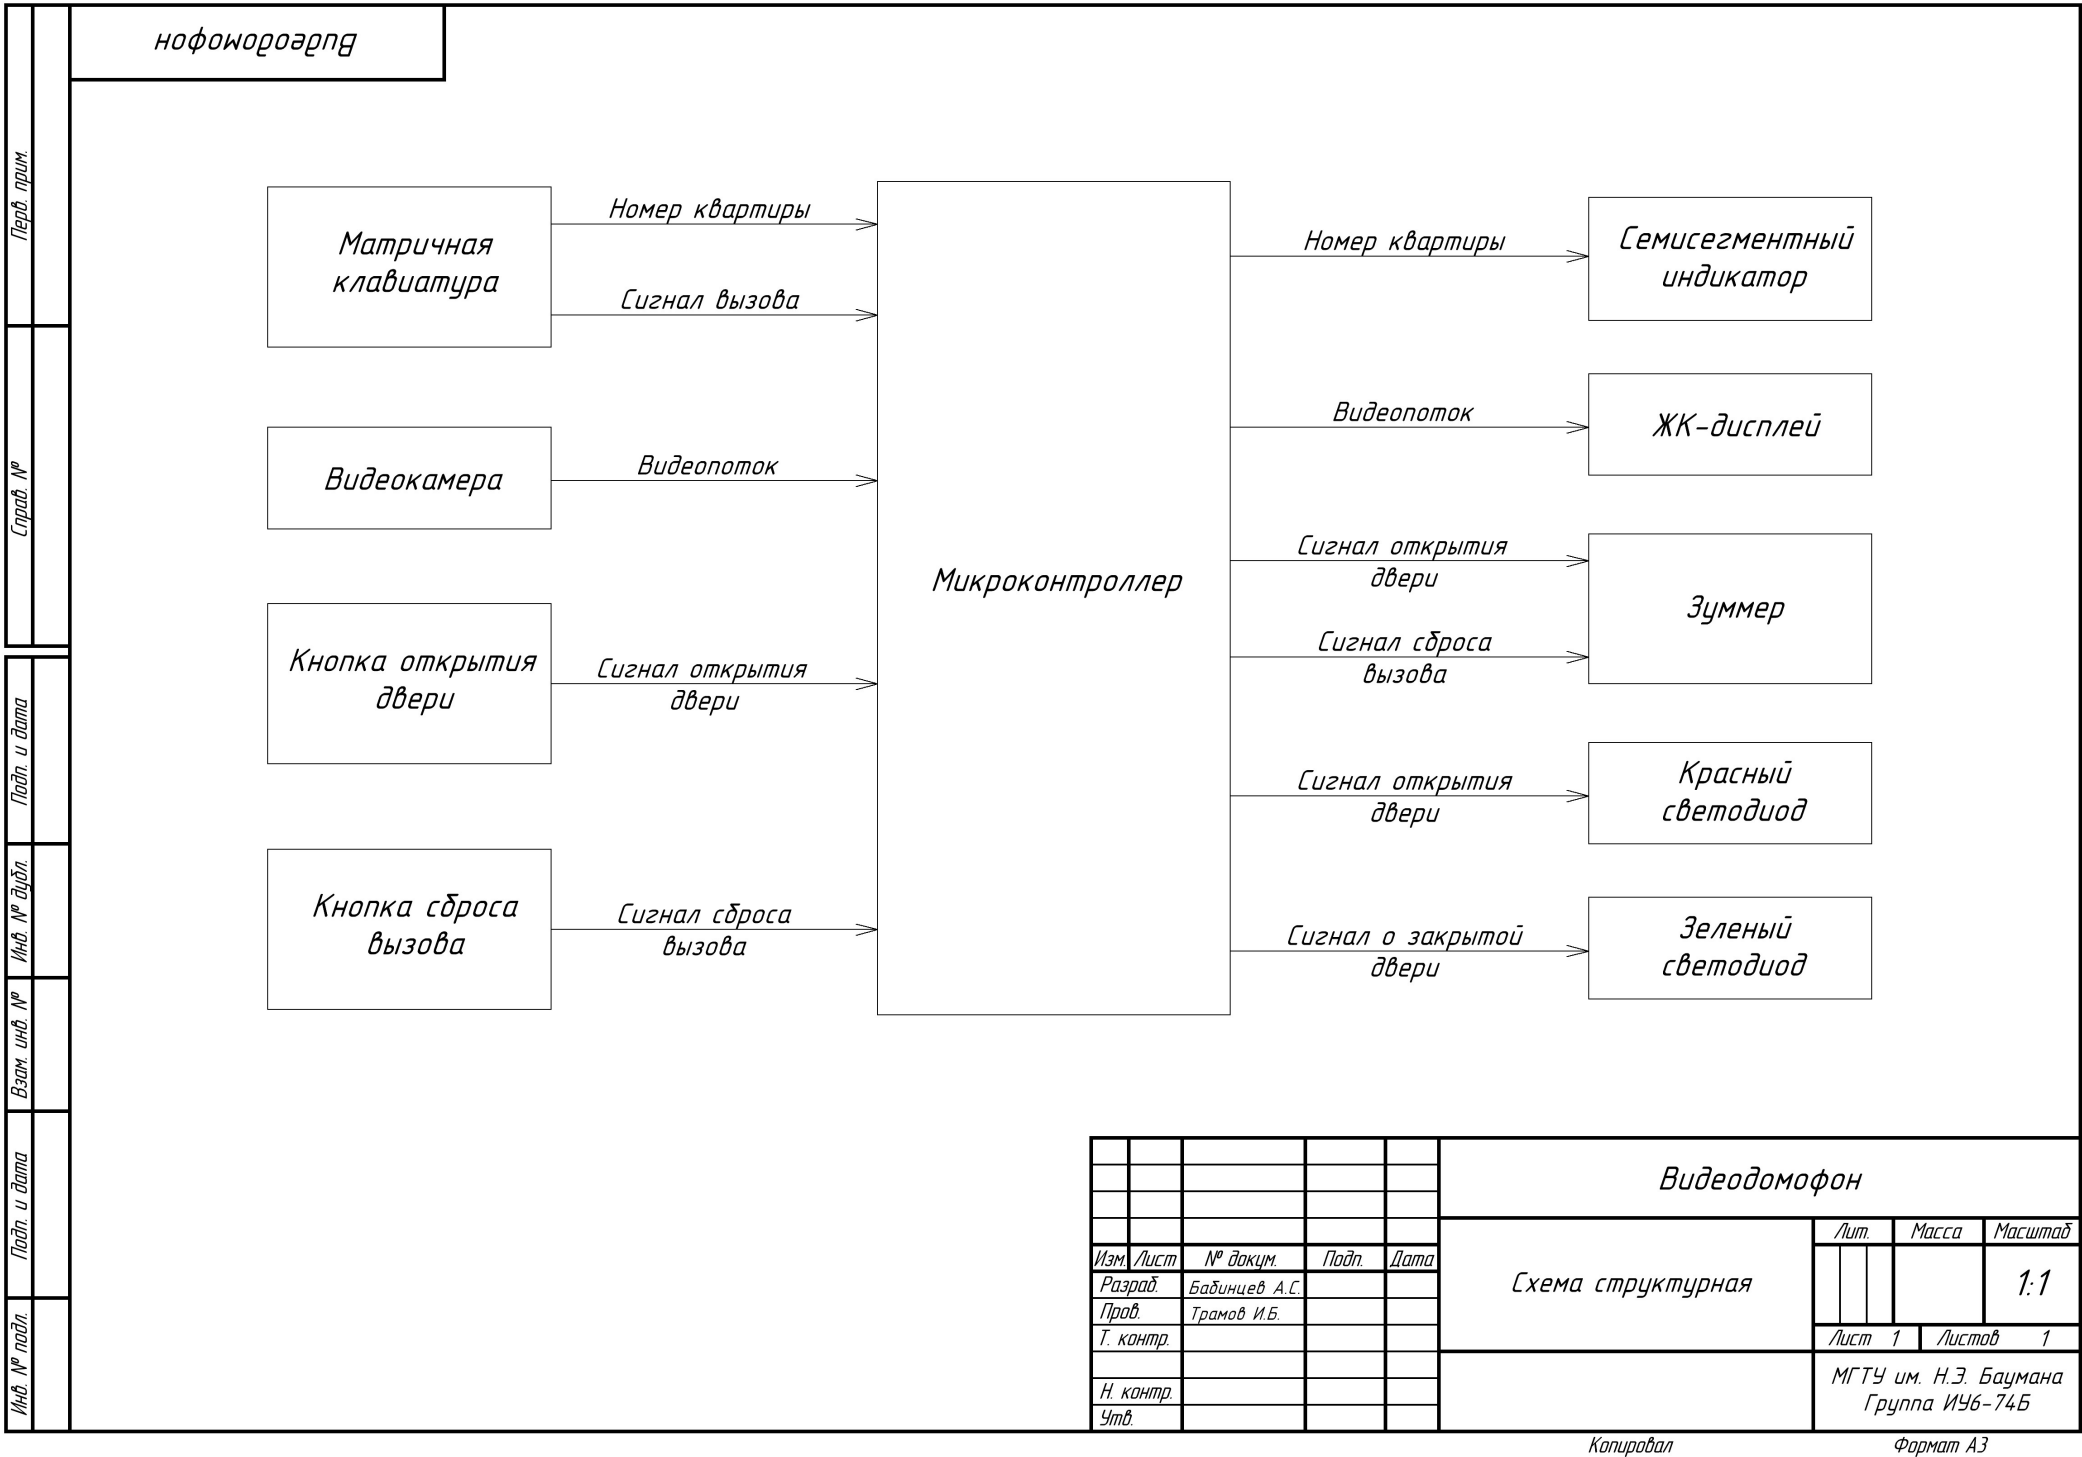 Видеодомофон
Перв. прим.
Справ. №
Подп. и дата
Инв. № дубл.
Взам. инв. №
Подп. и дата
Инв. № подл.
Матричная
клавиатура
Номер квартиры
Сигнал вызова
Видеокамера
Видеопоток
Кнопка открытия
двери
Сигнал открытия
двери
Кнопка сброса
вызова
Сигнал сброса
вызова
Микроконтроллер
Номер квартиры
Семисегментный
индикатор
Видеопоток
ЖК-дисплей
Сигнал открытия
двери
Сигнал сброса
вызова
Зуммер
Сигнал открытия
двери
Красный
светодиод
Сигнал о закрытой
двери
Зеленый
светодиод
Видеодомофон
Изм. Лист № докум. Подп. Дата
Разраб. Бабинцев А.С.
Пров. Трамов И.Б.
Т. контр.
Н. контр.
Утв.
Схема структурная
Лит. Масса Масштаб
1:1
Лист 1 Листов 1
МГТУ им. Н.Э. Баумана
Группа ИУ6-74Б
Копировал Формат А3